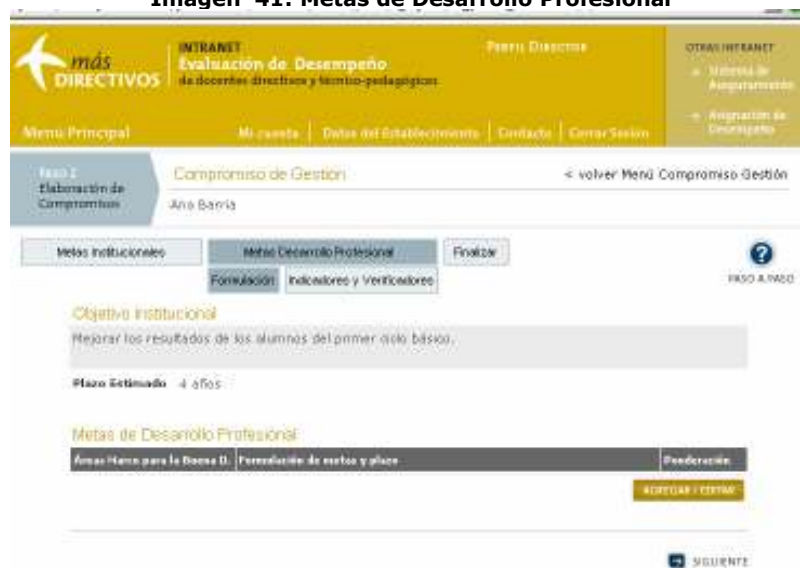 Imagen 41: Metas de Desarrollo Profesional
más
DIRECTIVOS
INTRANET
Evaluación de Desempeño
de docentes directivos y técnico-pedagógicos
Perfil Director
OTRAS INTRANET
Sistema de
Aseguramiento
Asignación de
Desempeño
Menú Principal
Mi cuenta | Datos del Establecimiento | Contacto | Cerrar Sesión
Paso 2
Elaboración de
Compromisos
Compromiso de Gestión
< volver Menú Compromiso Gestión
Ana Barría
Metas Institucionales
Metas Desarrollo Profesional
Finalizar
Formulación
Indicadores y Verificadores
PASO A PASO
Objetivo Institucional
Mejorar los resultados de los alumnos del primer ciclo básico.
Plazo Estimado 4 años
Metas de Desarrollo Profesional
Áreas Marco para la Buena D. Formulación de metas y plazo Ponderación
AGREGAR / EDITAR
SIGUIENTE